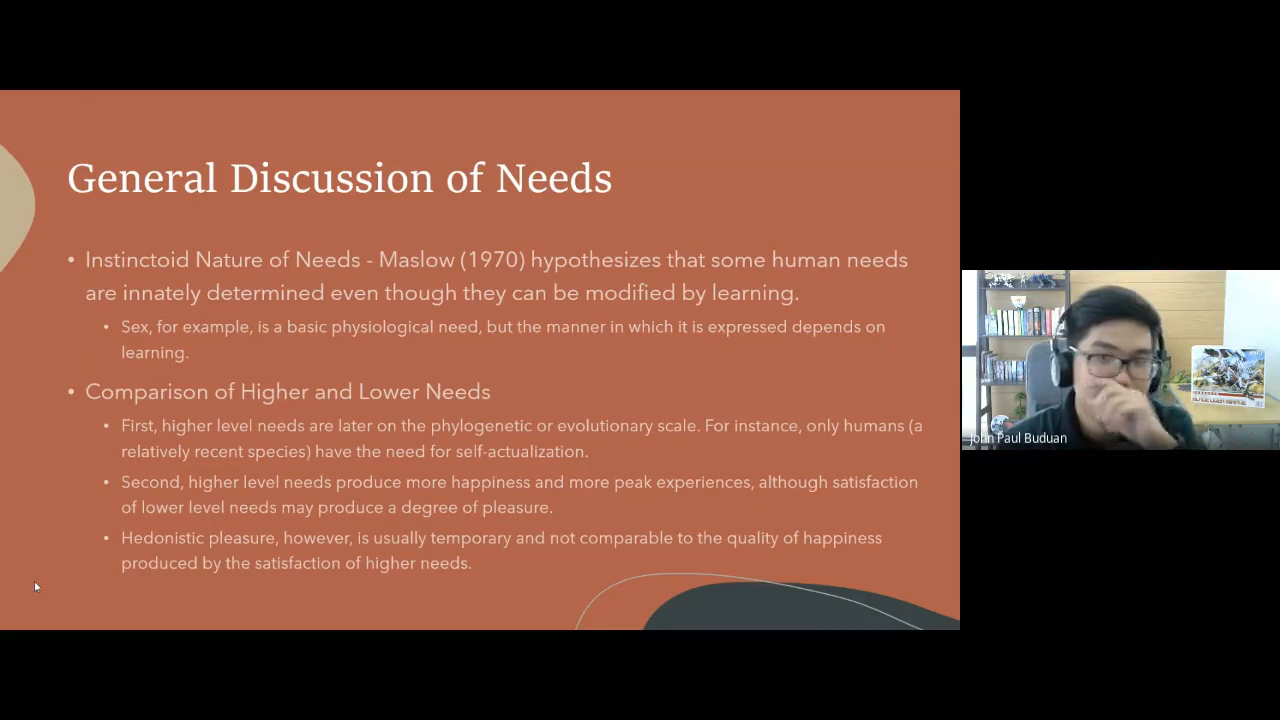 General Discussion of Needs
• Instinctoid Nature of Needs - Maslow (1970) hypothesizes that some human needs
are innately determined even though they can be modified by learning.
• Sex, for example, is a basic physiological need, but the manner in which it is expressed depends on
learning.
• Comparison of Higher and Lower Needs
• First, higher level needs are later on the phylogenetic or evolutionary scale. For instance, only humans (a
relatively recent species) have the need for self-actualization.
• Second, higher level needs produce more happiness and more peak experiences, although satisfaction
of lower level needs may produce a degree of pleasure.
• Hedonistic pleasure, however, is usually temporary and not comparable to the quality of happiness
produced by the satisfaction of higher needs.
John Paul Buduan